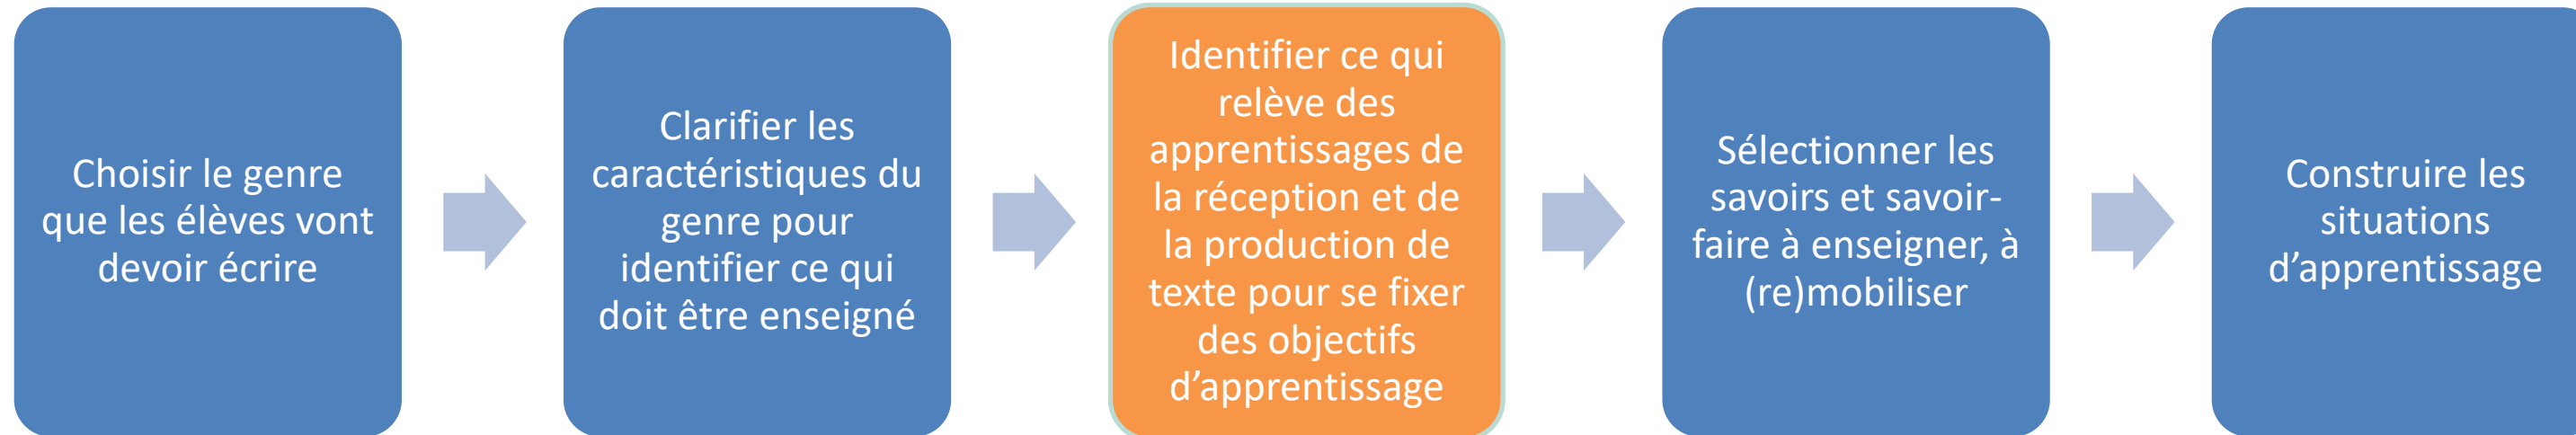 Choisir le genre
que les élèves vont
devoir écrire
Clarifier les
caractéristiques du
genre pour
identifier ce qui
doit être enseigné
Identifier ce qui
relève des
apprentissages de
la réception et de
la production de
texte pour se fixer
des objectifs
d’apprentissage
Sélectionner les
savoirs et savoir-
faire à enseigner, à
(re)mobiliser
Construire les
situations
d’apprentissage